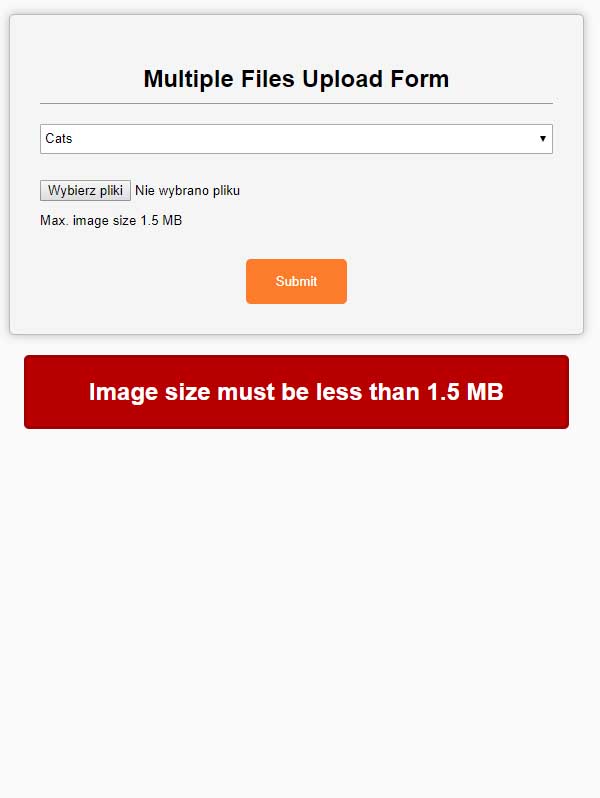 Multiple Files Upload Form
Cats
Wybierz pliki Nie wybrano pliku
Max. image size 1.5 MB
Submit
Image size must be less than 1.5 MB